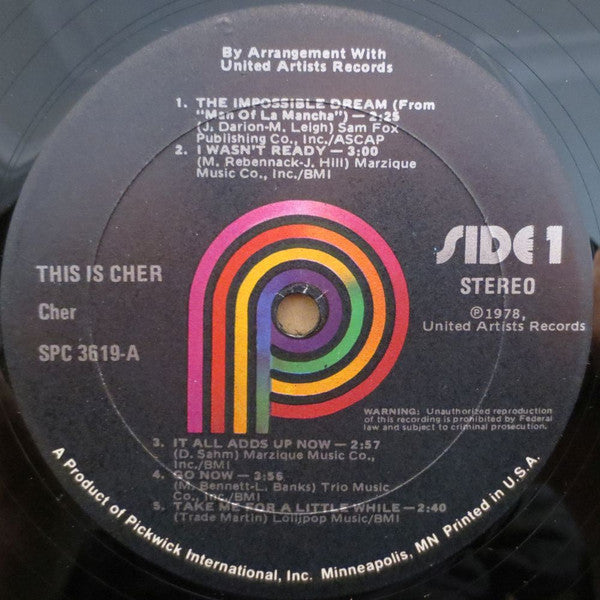 By Arrangement With
United Artists Records
1. THE IMPOSSIBLE DREAM (From
"Man Of La Mancha") — 2:25
(J. Darion-M. Leigh) Sam Fox
Publishing Co., Inc./ASCAP
2. I WASN'T READY — 3:00
(M. Rebennack-J. Hill) Marzique
Music Co., Inc./BMI
THIS IS CHER
Cher
SPC 3619-A
SIDE 1
STEREO
℗1978,
United Artists Records
WARNING: Unauthorized reproduction
of this recording is prohibited by Federal
law and subject to criminal prosecution.
3. IT ALL ADDS UP NOW — 2:57
(D. Sahm) Marzique Music Co.,
Inc./BMI
4. GO NOW — 3:56
(M. Bennett-L. Banks) Trio Music
Co., Inc./BMI
5. TAKE ME FOR A LITTLE WHILE — 2:40
(Trade Martin) Lollipop Music/BMI
A Product of Pickwick International, Inc. Minneapolis, MN Printed in U.S.A.